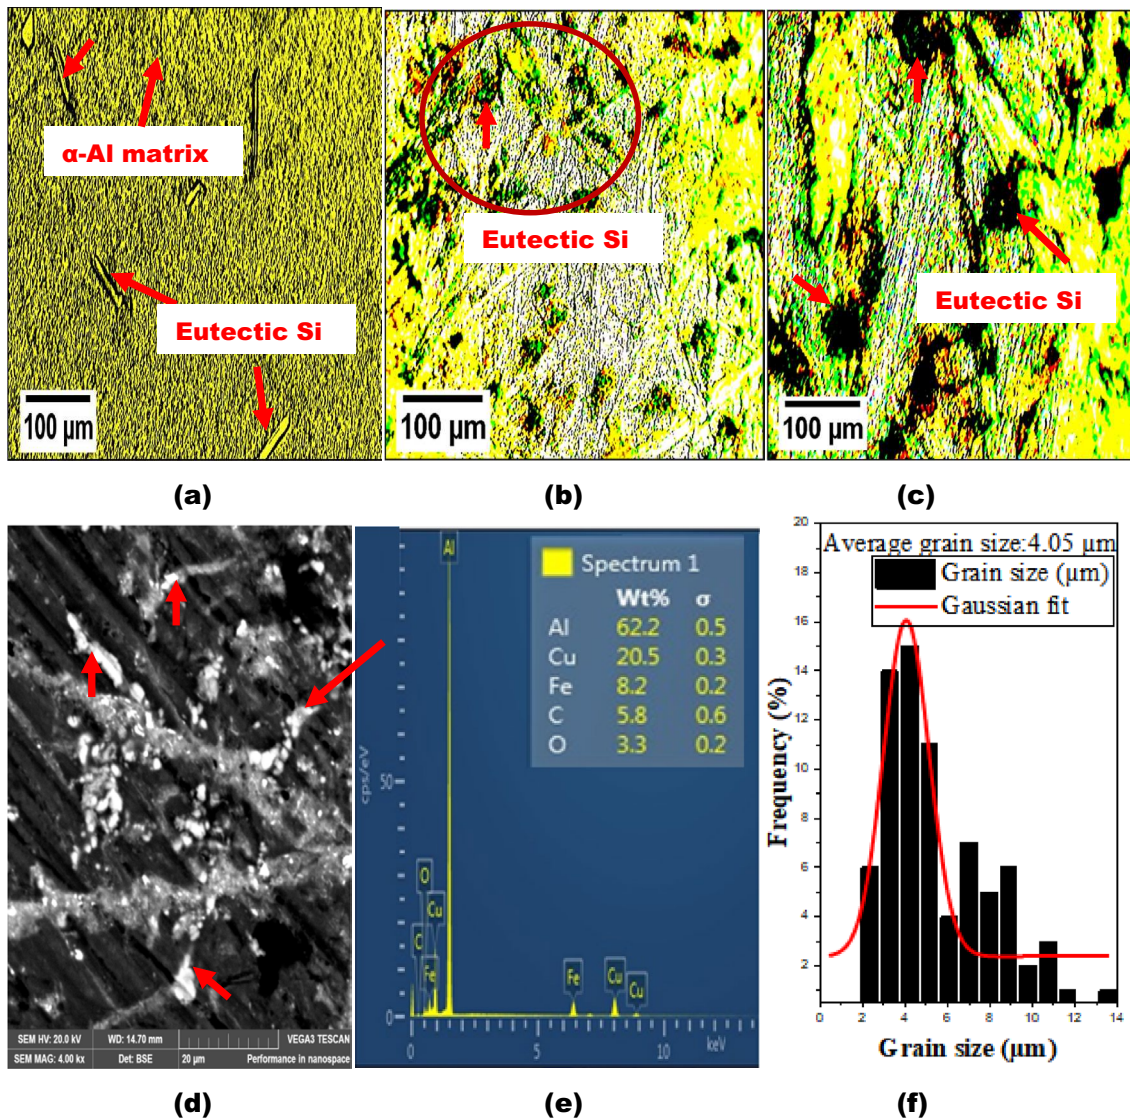 α-Al matrix
Eutectic Si
100 µm
(a)
Eutectic Si
100 µm
(b)
Eutectic Si
100 µm
(c)
SEM HV: 20.0 kV WD: 14.70 mm VEGA3 TESCAN
SEM MAG: 4.00 kx Det: BSE 20 µm Performance in nanospace
(d)
Al
Spectrum 1
Wt% σ
Al 62.2 0.5
Cu 20.5 0.3
Fe 8.2 0.2
C 5.8 0.6
O 3.3 0.2
cps/eV
50
O
Cu
C
Fe
Fe
Cu
Cu
0
0 5 10 keV
(e)
Average grain size:4.05 µm
Grain size (µm)
Gaussian fit
Frequency (%)
20
18
16
14
12
10
8
6
4
2
0 2 4 6 8 10 12 14
Grain size (µm)
(f)